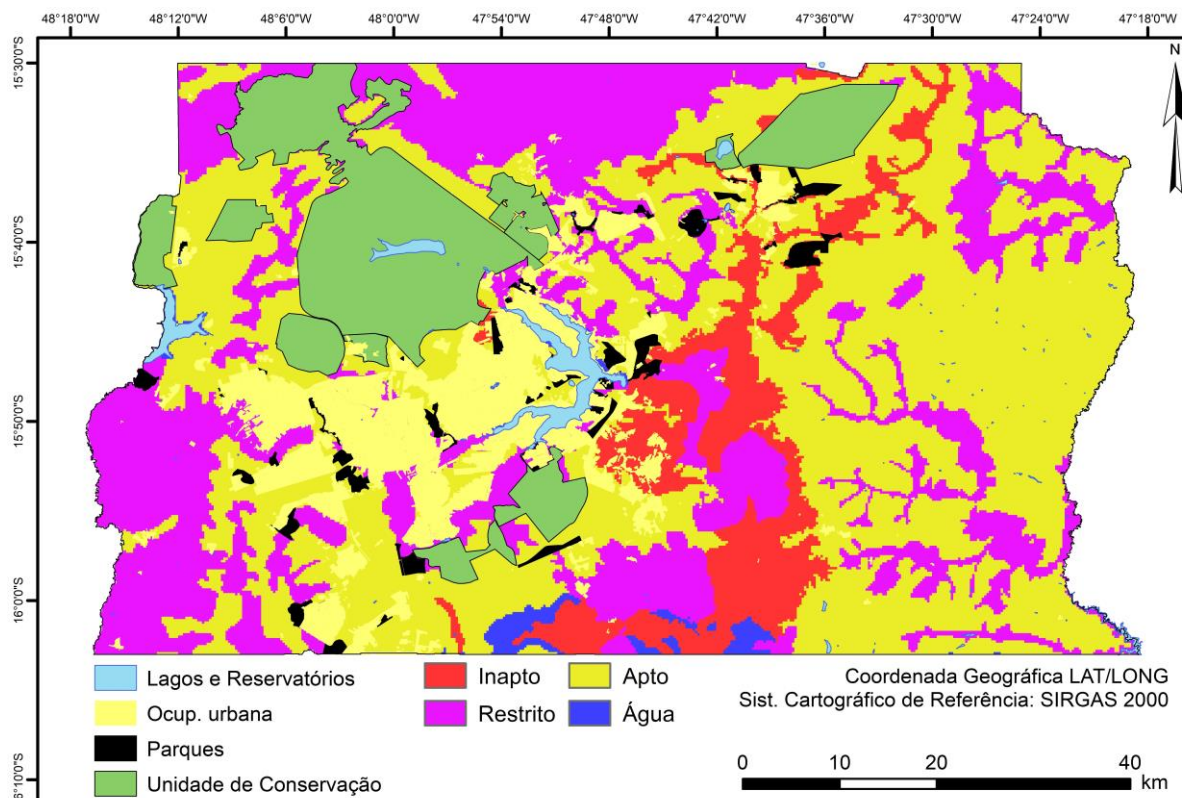 48°18'0"W 48°12'0"W 48°6'0"W 48°0'0"W 47°54'0"W 47°48'0"W 47°42'0"W 47°36'0"W 47°30'0"W 47°24'0"W 47°18'0"W
N
15°30'0"S
15°40'0"S
15°50'0"S
16°0'0"S
16°10'0"S
Lagos e Reservatórios
Ocup. urbana
Parques
Unidade de Conservação
Inapto
Restrito
Apto
Água
Coordenada Geográfica LAT/LONG
Sist. Cartográfico de Referência: SIRGAS 2000
0 10 20 40
km